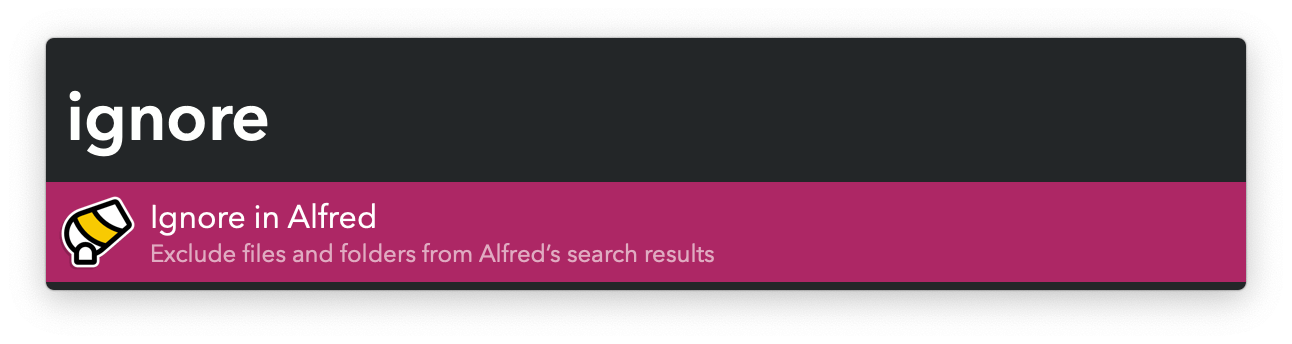 ignore
Ignore in Alfred
Exclude files and folders from Alfred’s search results